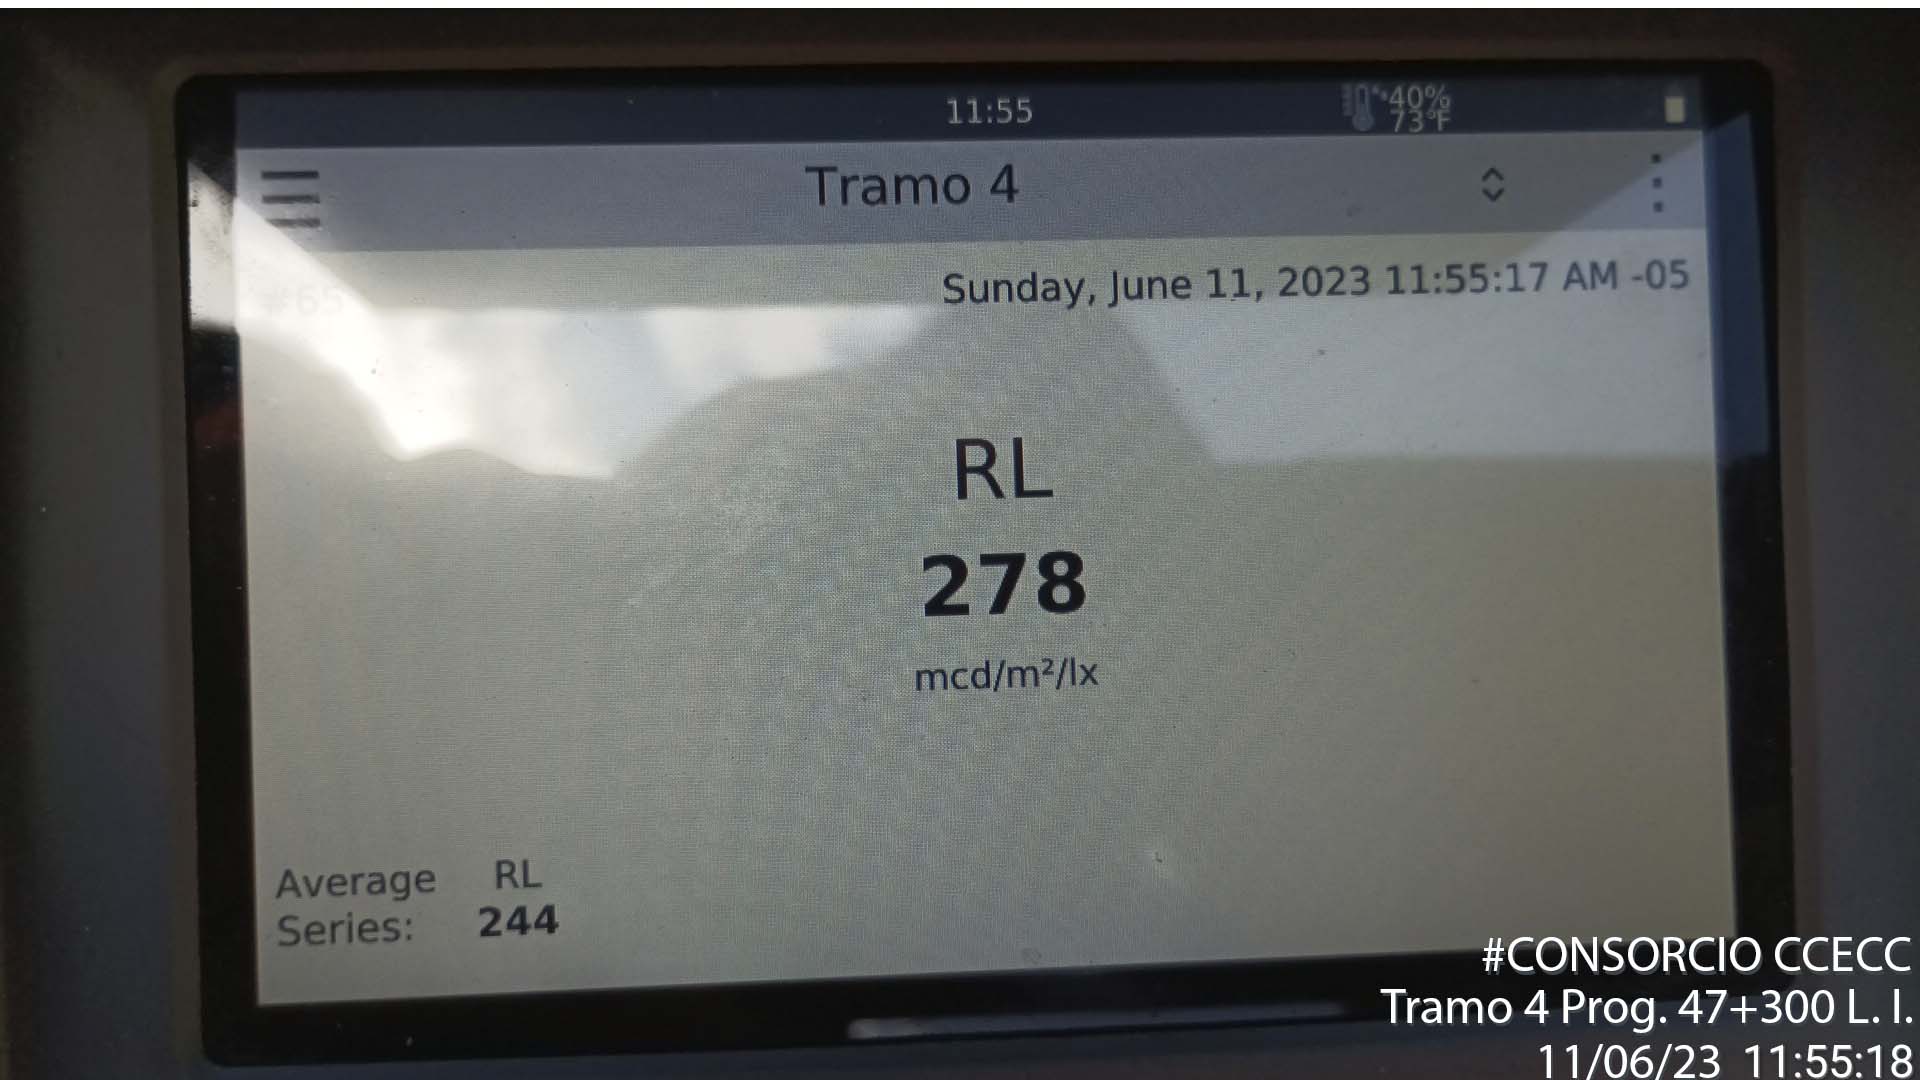 11:55
40%
73°F
Tramo 4
#65
Sunday, June 11, 2023 11:55:17 AM -05
RL
278
mcd/m²/lx
Average RL
Series: 244
#CONSORCIO CCECC
Tramo 4 Prog. 47+300 L. I.
11/06/23 11:55:18